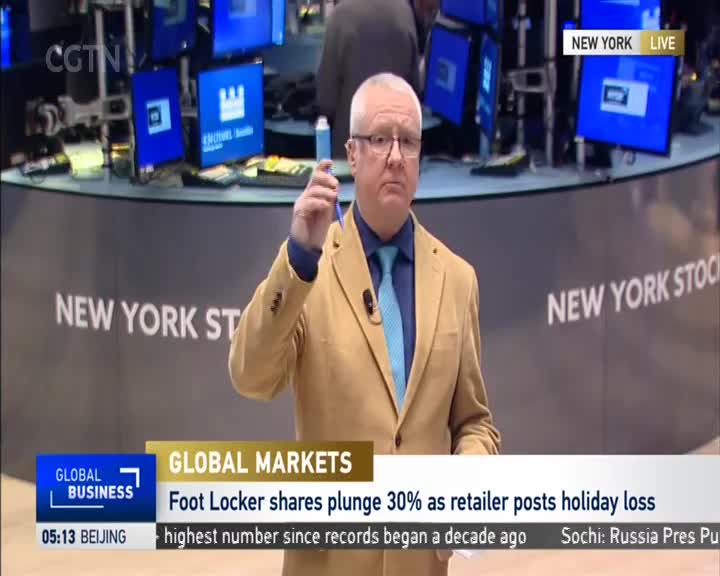 CGTN
NEW YORK LIVE
NEW YORK ST
NEW YORK STOCK
GLOBAL MARKETS
GLOBAL
BUSINESS
Foot Locker shares plunge 30% as retailer posts holiday loss
05:13 BEIJING
highest number since records began a decade ago Sochi: Russia Pres Pu